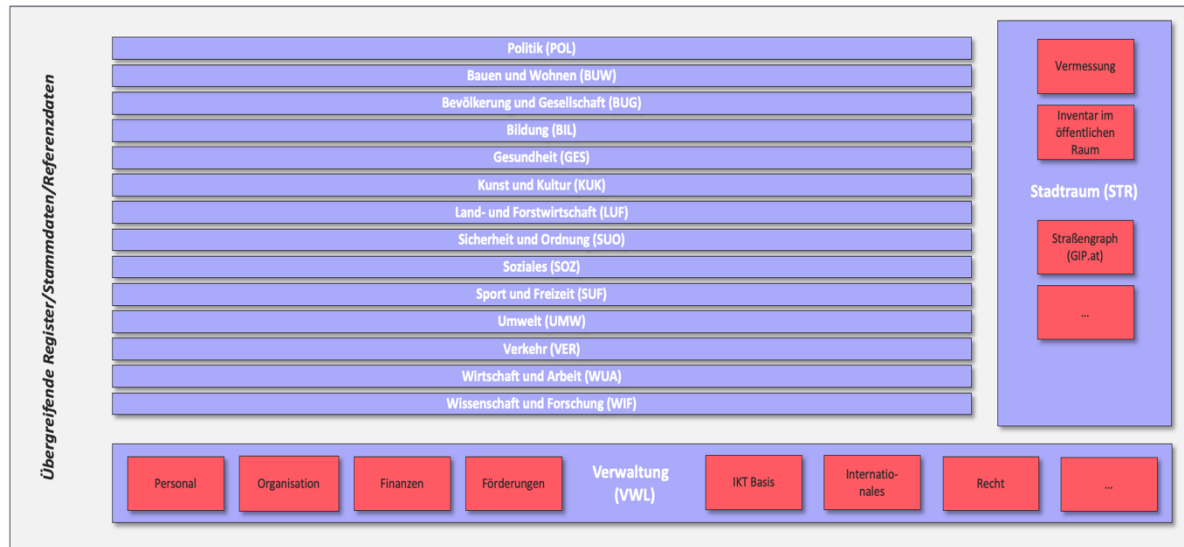 Übergreifende Register/Stammdaten/Referenzdaten
Politik (POL)
Bauen und Wohnen (BUW)
Bevölkerung und Gesellschaft (BUG)
Bildung (BIL)
Gesundheit (GES)
Kunst und Kultur (KUK)
Land- und Forstwirtschaft (LUF)
Sicherheit und Ordnung (SUO)
Soziales (SOZ)
Sport und Freizeit (SUF)
Umwelt (UMW)
Verkehr (VER)
Wirtschaft und Arbeit (WUA)
Wissenschaft und Forschung (WIF)
Vermessung
Inventar im
öffentlichen
Raum
Stadtraum (STR)
Straßengraph
(GIP.at)
...
Personal
Organisation
Finanzen
Förderungen
Verwaltung
(VWL)
IKT Basis
Internatio-
nales
Recht
...